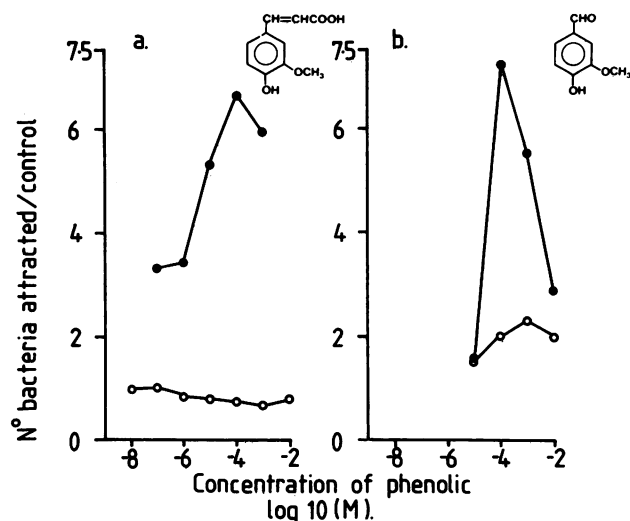 a.
CH=CHCOOH
OCH3
OH
b.
CHO
OCH3
OH
7·5
6
4
2
0
7·5
6
4
2
0
Nº bacteria attracted/control
-8 -6 -4 -2
-8 -6 -4 -2
Concentration of phenolic
log 10 (M).